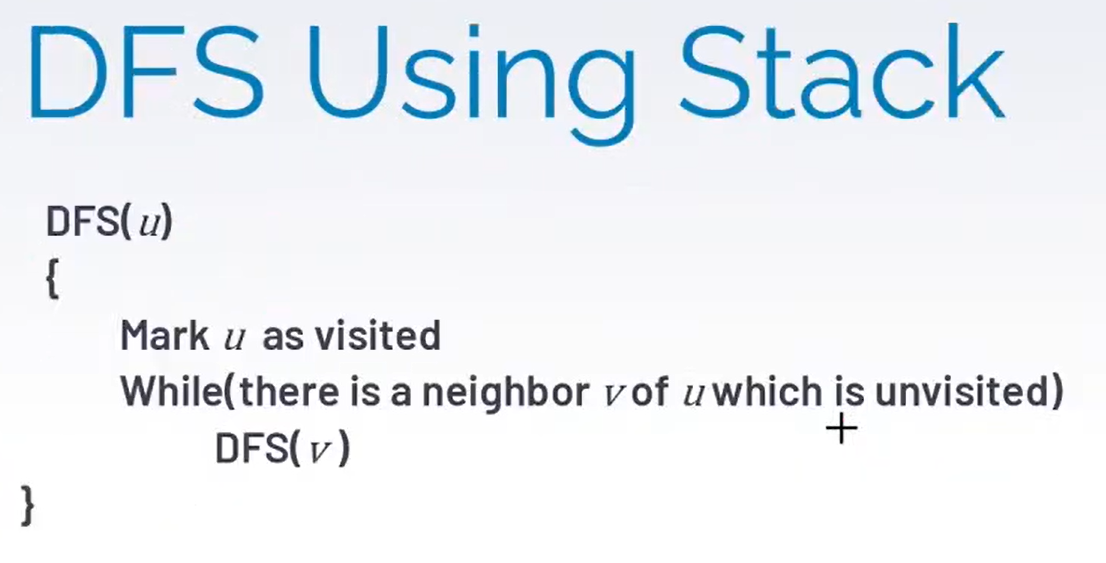 DFS Using Stack
DFS(u)
{
Mark u as visited
While(there is a neighbor v of u which is unvisited)
DFS(v)
}